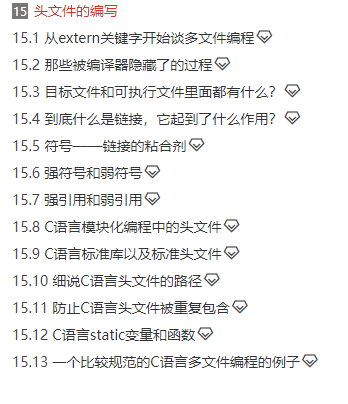 15 头文件的编写
15.1 从extern关键字开始谈多文件编程
15.2 那些被编译器隐藏了的过程
15.3 目标文件和可执行文件里面都有什么？
15.4 到底什么是链接，它起到了什么作用？
15.5 符号——链接的粘合剂
15.6 强符号和弱符号
15.7 强引用和弱引用
15.8 C语言模块化编程中的头文件
15.9 C语言标准库以及标准头文件
15.10 细说C语言头文件的路径
15.11 防止C语言头文件被重复包含
15.12 C语言static变量和函数
15.13 一个比较规范的C语言多文件编程的例子